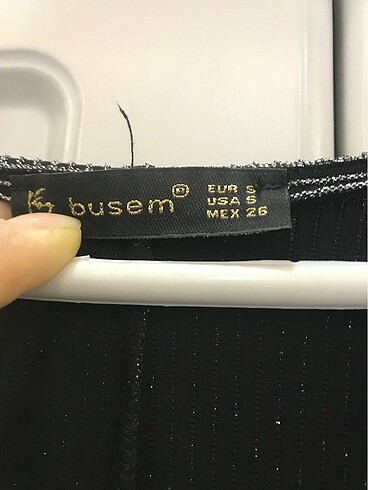 busem®
EUR S
USA S
MEX 26